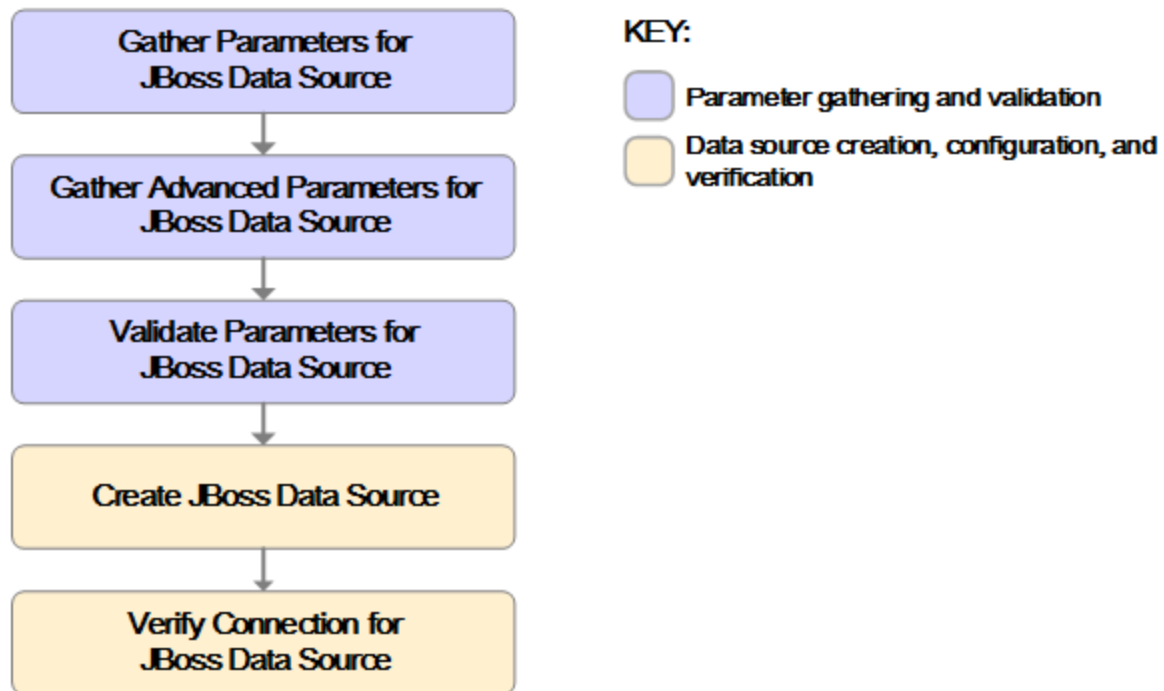 Gather Parameters for
JBoss Data Source
Gather Advanced Parameters for
JBoss Data Source
Validate Parameters for
JBoss Data Source
Create JBoss Data Source
Verify Connection for
JBoss Data Source
KEY:
Parameter gathering and validation
Data source creation, configuration, and
verification